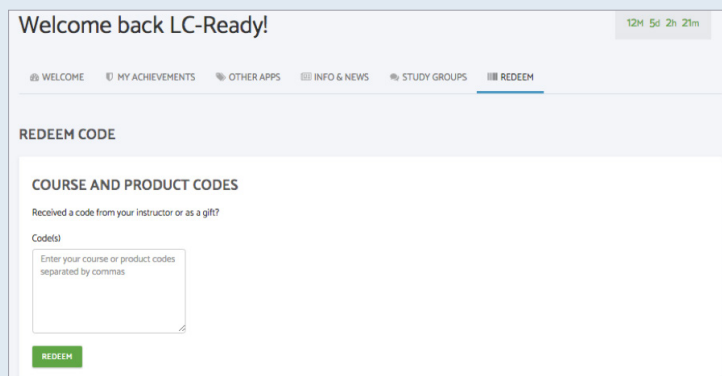 Welcome back LC-Ready!
12M 5d 2h 21m
WELCOME MY ACHIEVEMENTS OTHER APPS INFO & NEWS STUDY GROUPS REDEEM
REDEEM CODE
COURSE AND PRODUCT CODES
Received a code from your instructor or as a gift?
Code(s)
Enter your course or product codes
separated by commas
REDEEM